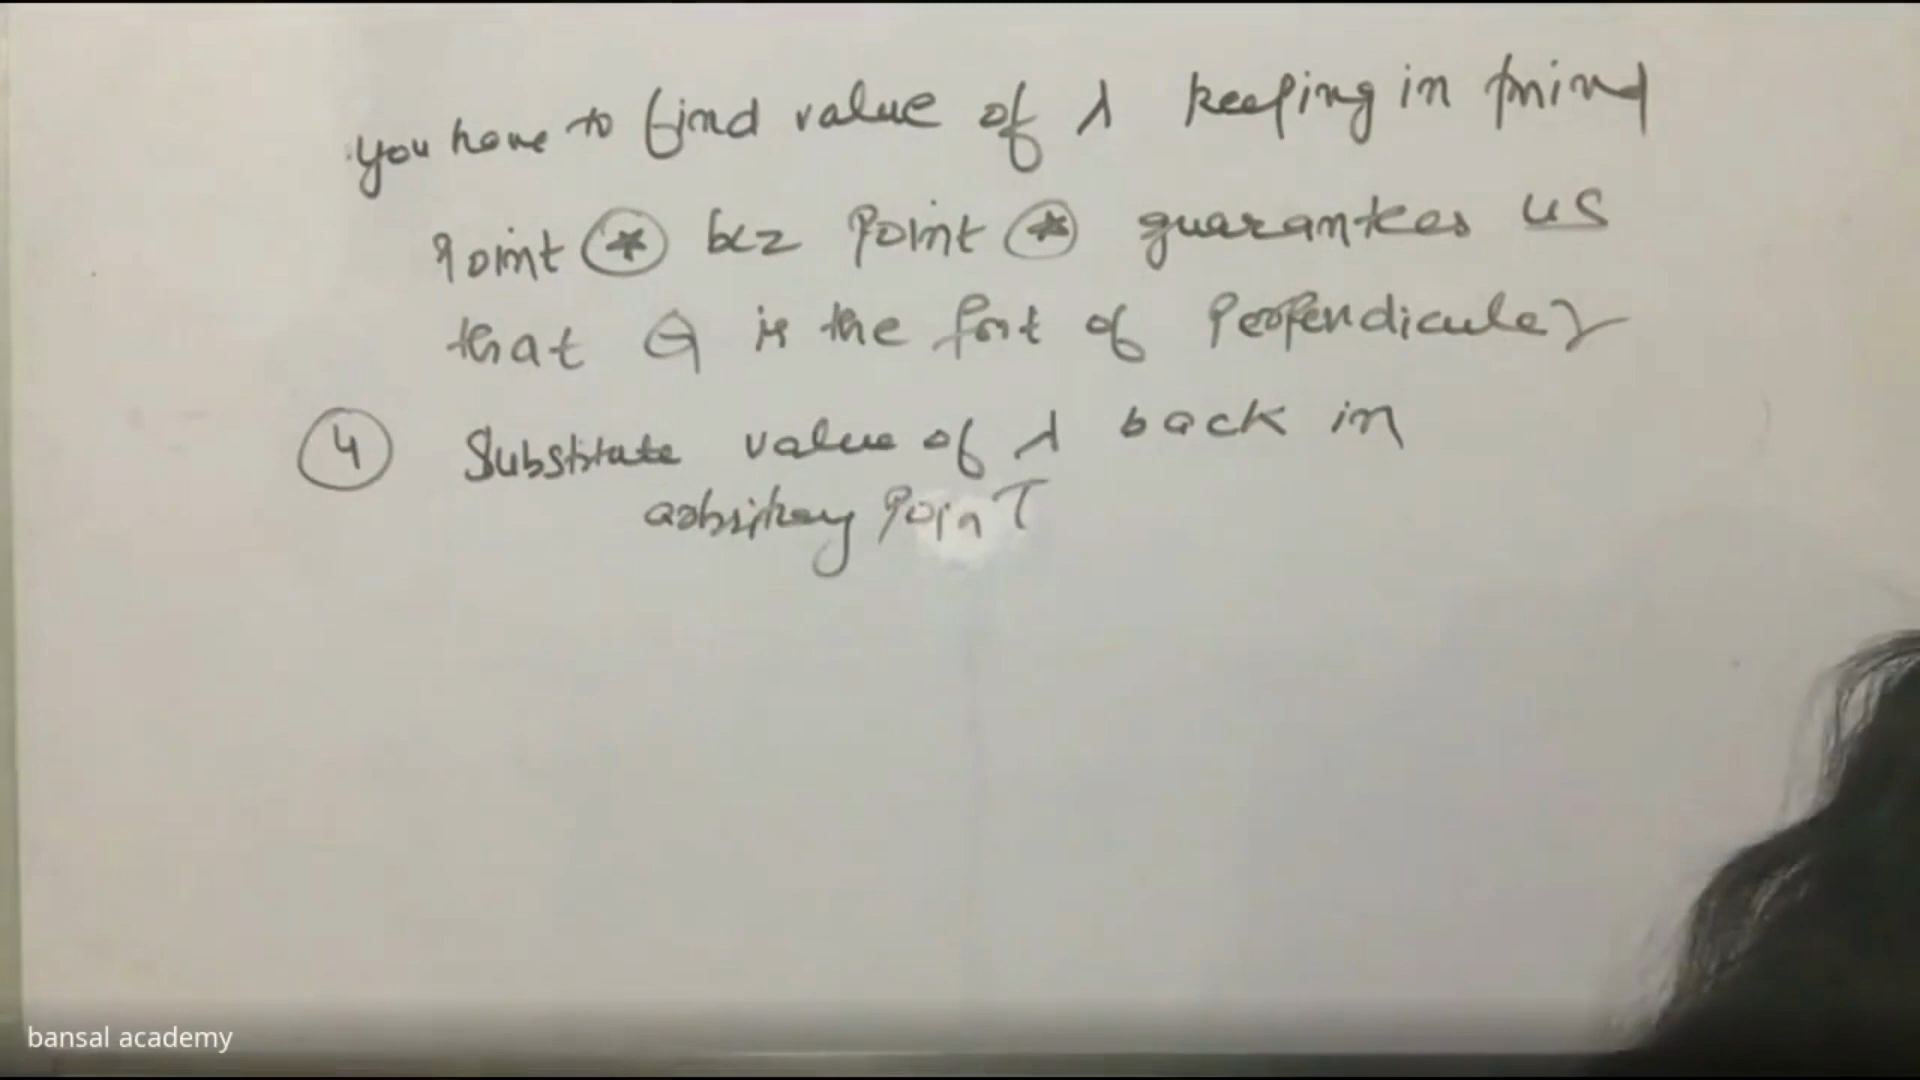 you have to find value of λ keeping in mind
Point * bcz Point * guarantees us
that Q is the foot of Perpendicular
4 Substitute value of λ back in
arbitrary Point
bansal academy